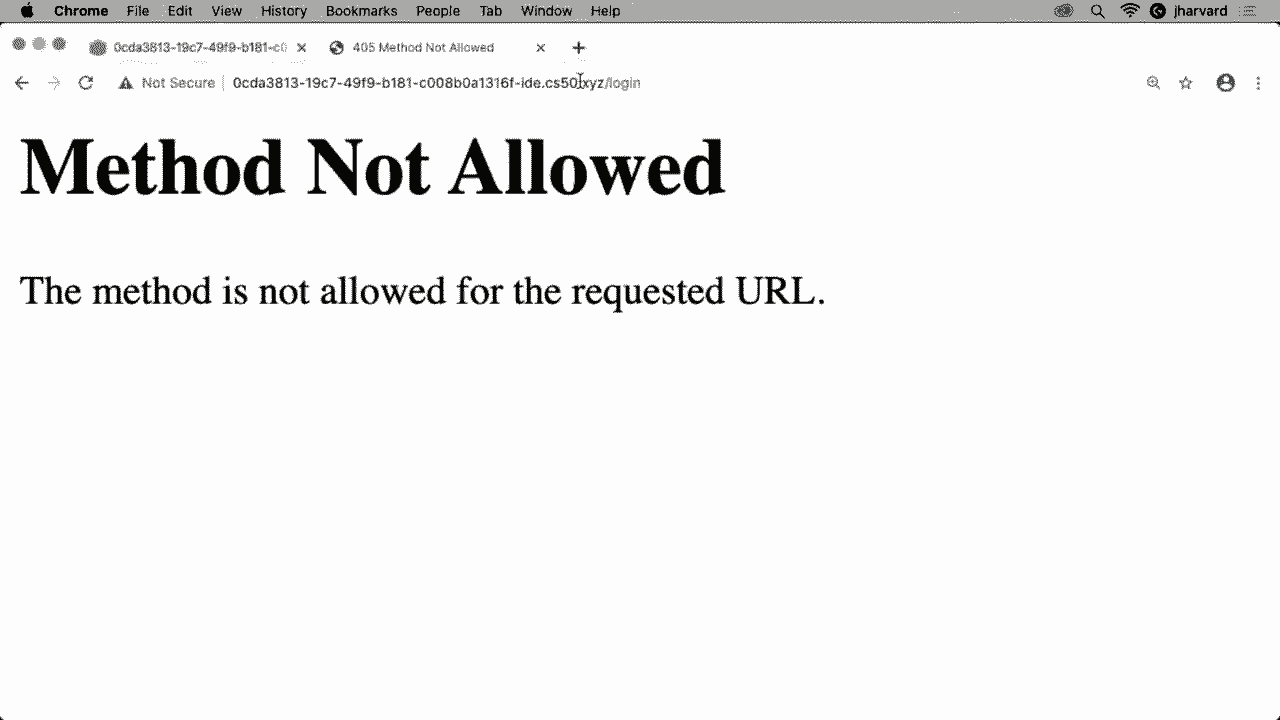 Chrome File Edit View History Bookmarks People Tab Window Help jharvard
0cda3813-19c7-49f9-b181-c0 405 Method Not Allowed
Not Secure 0cda3813-19c7-49f9-b181-c008b0a1316f-ide.cs50.xyz/login
Method Not Allowed
The method is not allowed for the requested URL.